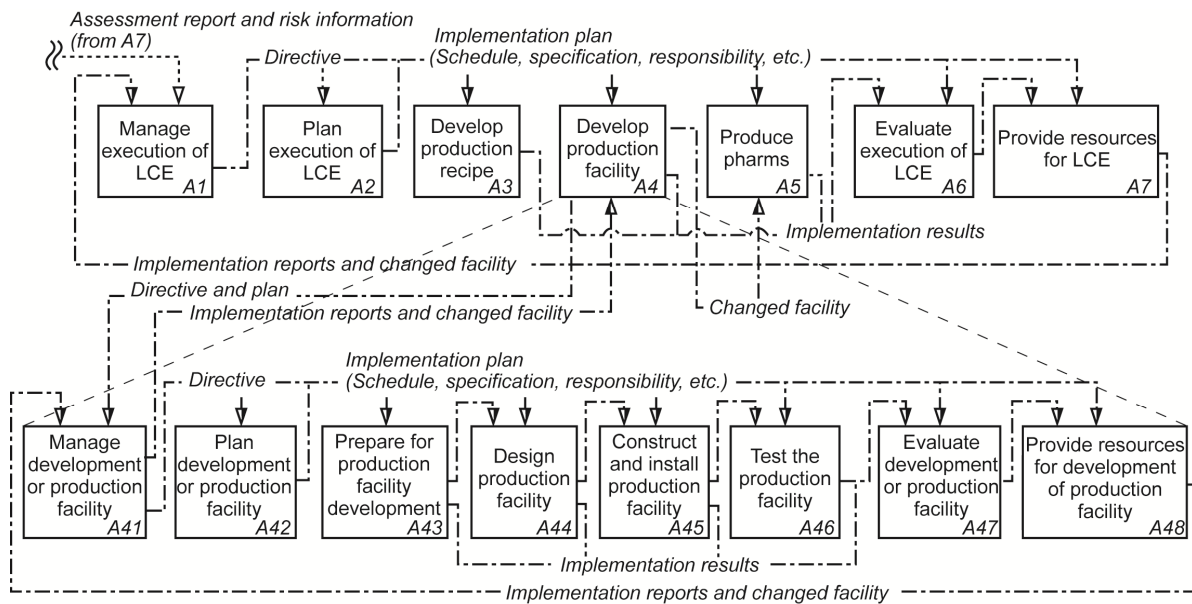 Assessment report and risk information
(from A7)
Directive
Implementation plan
(Schedule, specification, responsibility, etc.)
Manage
execution of
LCE
A1
Plan
execution of
LCE
A2
Develop
production
recipe
A3
Develop
production
facility
A4
Produce
pharms
A5
Evaluate
execution of
LCE
A6
Provide resources
for LCE
A7
Implementation results
Implementation reports and changed facility
Directive and plan
Implementation reports and changed facility
Changed facility
Directive
Implementation plan
(Schedule, specification, responsibility, etc.)
Manage
development
or production
facility
A41
Plan
development
or production
facility
A42
Prepare for
production
facility
development
A43
Design
production
facility
A44
Construct
and install
production
facility
A45
Test the
production
facility
A46
Evaluate
development
or production
facility
A47
Provide resources
for development
of production
facility
A48
Implementation results
Implementation reports and changed facility